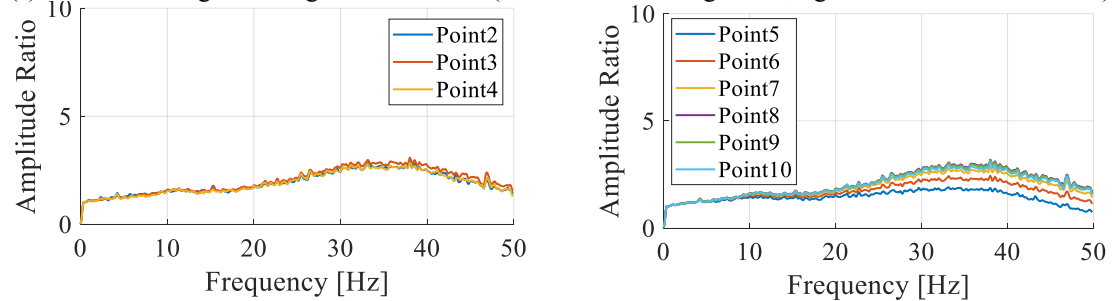 10
5
0
Amplitude Ratio
Point2
Point3
Point4
0 10 20 30 40 50
Frequency [Hz]
10
5
0
Amplitude Ratio
Point5
Point6
Point7
Point8
Point9
Point10
0 10 20 30 40 50
Frequency [Hz]